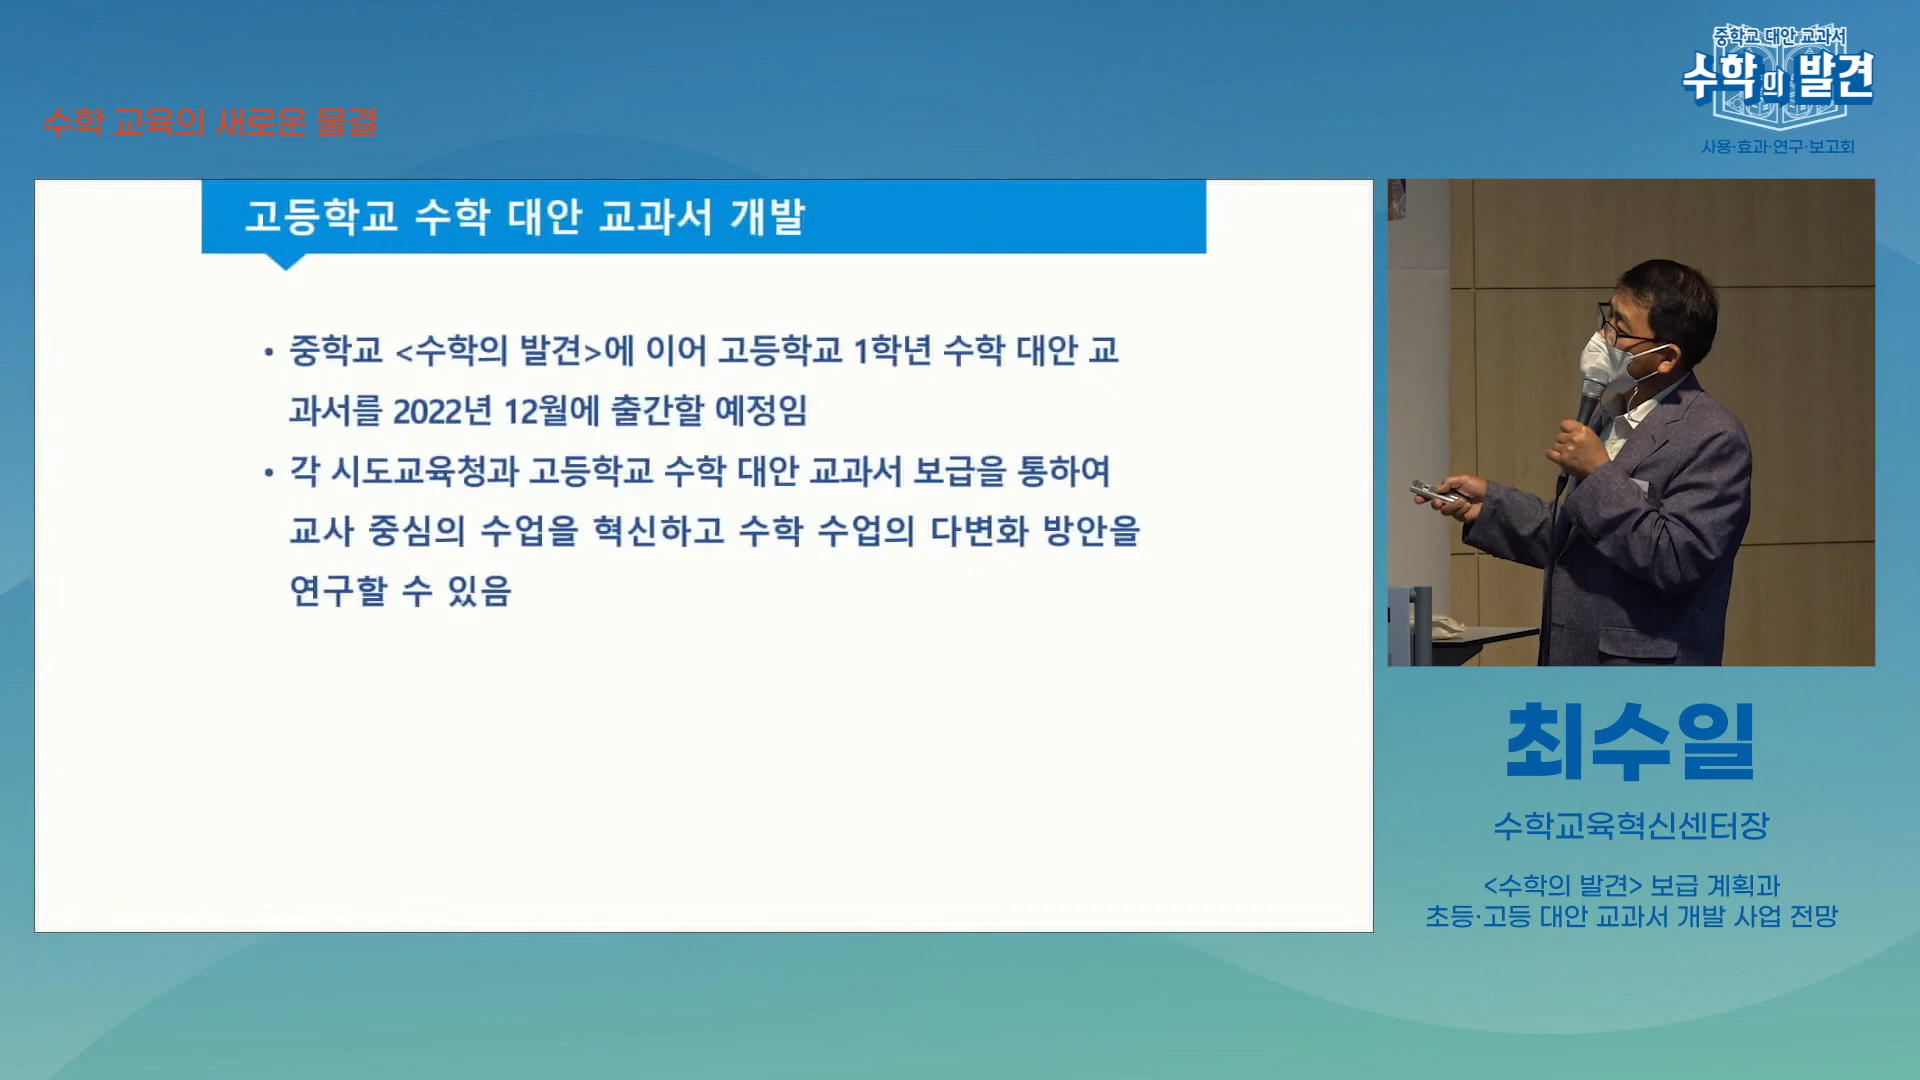 중학교 대안 교과서
수학의 발견
사용·효과·연구·보고회
수학 교육의 새로운 물결
고등학교 수학 대안 교과서 개발
• 중학교 <수학의 발견>에 이어 고등학교 1학년 수학 대안 교
과서를 2022년 12월에 출간할 예정임
• 각 시도교육청과 고등학교 수학 대안 교과서 보급을 통하여
교사 중심의 수업을 혁신하고 수학 수업의 다변화 방안을
연구할 수 있음
최수일
수학교육혁신센터장
<수학의 발견> 보급 계획과
초등·고등 대안 교과서 개발 사업 전망